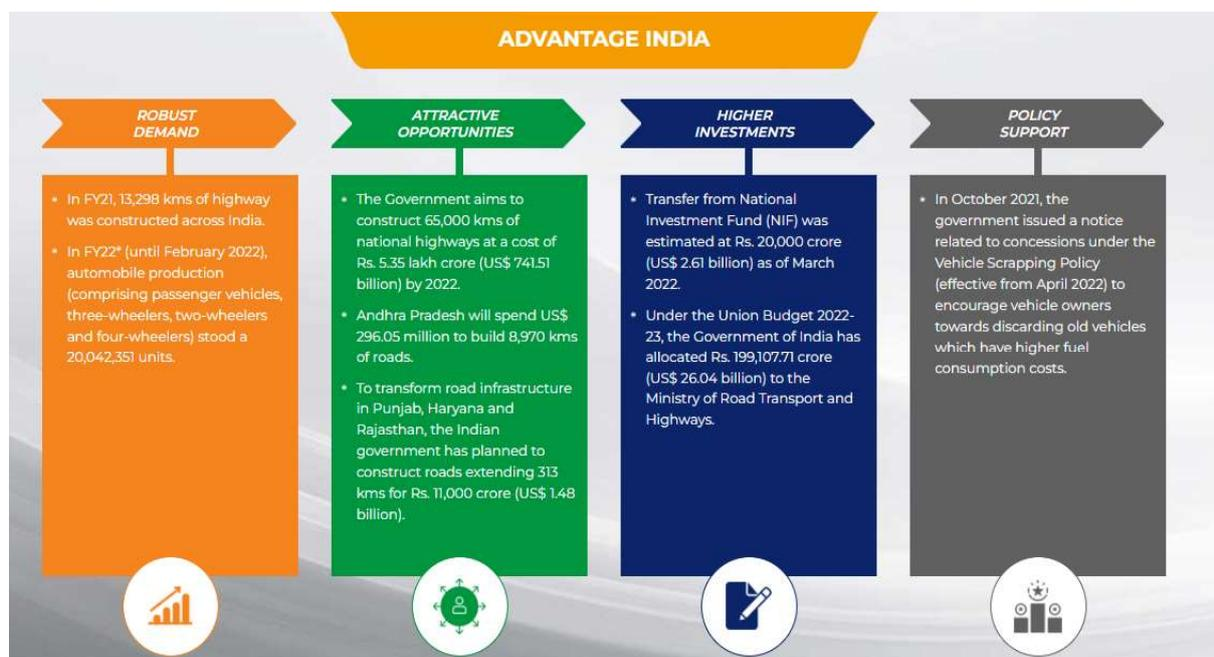 ADVANTAGE INDIA
ROBUST
DEMAND
• In FY21, 13,298 kms of highway
was constructed across India.
• In FY22* (until February 2022),
automobile production
(comprising passenger vehicles,
three-wheelers, two-wheelers
and four-wheelers) stood a
20,042,351 units.
ATTRACTIVE
OPPORTUNITIES
• The Government aims to
construct 65,000 kms of
national highways at a cost of
Rs. 5.35 lakh crore (US$ 741.51
billion) by 2022.
• Andhra Pradesh will spend US$
296.05 million to build 8,970 kms
of roads.
• To transform road infrastructure
in Punjab, Haryana and
Rajasthan, the Indian
government has planned to
construct roads extending 313
kms for Rs. 11,000 crore (US$ 1.48
billion).
HIGHER
INVESTMENTS
• Transfer from National
Investment Fund (NIF) was
estimated at Rs. 20,000 crore
(US$ 2.61 billion) as of March
2022.
• Under the Union Budget 2022-
23, the Government of India has
allocated Rs. 199,107.71 crore
(US$ 26.04 billion) to the
Ministry of Road Transport and
Highways.
POLICY
SUPPORT
• In October 2021, the
government issued a notice
related to concessions under the
Vehicle Scrapping Policy
(effective from April 2022) to
encourage vehicle owners
towards discarding old vehicles
which have higher fuel
consumption costs.